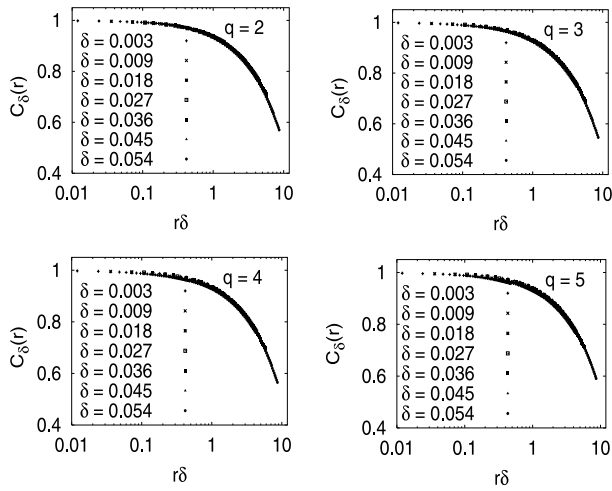 1
0.8
0.6
0.4
0.01
0.1
1
10
Cδ(r)
rδ
q = 2
δ = 0.003
δ = 0.009
δ = 0.018
δ = 0.027
δ = 0.036
δ = 0.045
δ = 0.054
1
0.8
0.6
0.4
0.01
0.1
1
10
Cδ(r)
rδ
q = 3
δ = 0.003
δ = 0.009
δ = 0.018
δ = 0.027
δ = 0.036
δ = 0.045
δ = 0.054
1
0.8
0.6
0.4
0.01
0.1
1
10
Cδ(r)
rδ
q = 4
δ = 0.003
δ = 0.009
δ = 0.018
δ = 0.027
δ = 0.036
δ = 0.045
δ = 0.054
1
0.8
0.6
0.4
0.01
0.1
1
10
Cδ(r)
rδ
q = 5
δ = 0.003
δ = 0.009
δ = 0.018
δ = 0.027
δ = 0.036
δ = 0.045
δ = 0.054